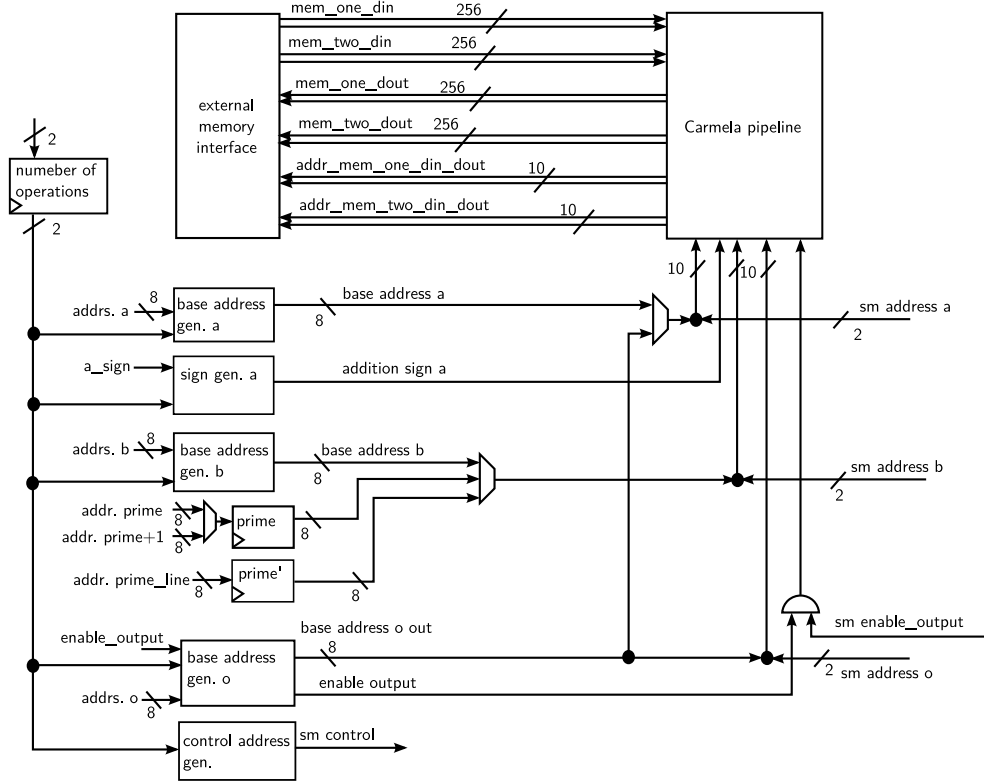 mem_one_din 256
mem_two_din 256
mem_one_dout 256
mem_two_dout 256
addr_mem_one_din_dout 10
addr_mem_two_din_dout 10
external
memory
interface
Carmela pipeline
2
numeber of
operations
2
10 10 10
addrs. a 8
base address
gen. a
8
base address a
sm address a
2
a_sign
sign gen. a
addition sign a
addrs. b 8
base address
gen. b
8
base address b
sm address b
2
addr. prime 8
addr. prime+1 8
prime
8
addr. prime_line 8
prime'
8
enable_output
base address
gen. o
base address o out
8
enable output
addrs. o 8
sm enable_output
2
sm address o
control address
gen.
sm control